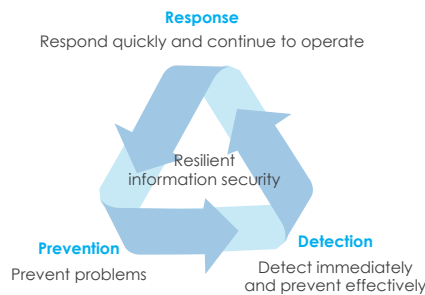 Response
Respond quickly and continue to operate
Resilient
information security
Prevention
Prevent problems
Detection
Detect immediately
and prevent effectively